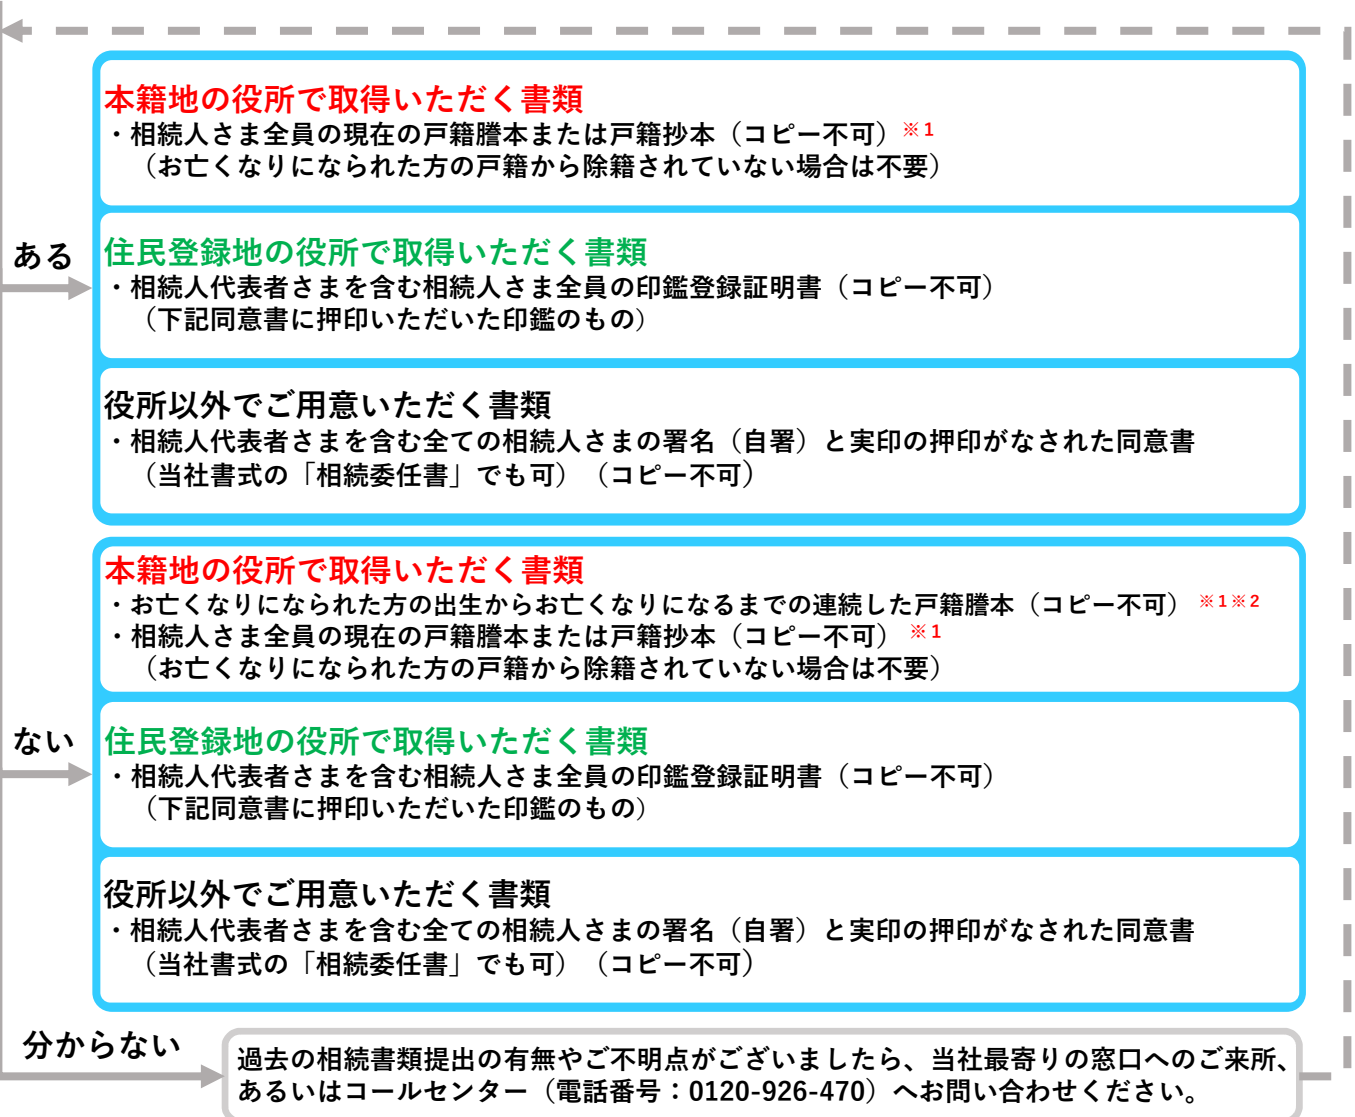 本籍地の役所で取得いただく書類
・相続人さま全員の現在の戸籍謄本または戸籍抄本（コピー不可）※1
（お亡くなりになられた方の戸籍から除籍されていない場合は不要）
ある
住民登録地の役所で取得いただく書類
・相続人代表者さまを含む相続人さま全員の印鑑登録証明書（コピー不可）
（下記同意書に押印いただいた印鑑のもの）
役所以外でご用意いただく書類
・相続人代表者さまを含む全ての相続人さまの署名（自署）と実印の押印がなされた同意書
（当社書式の「相続委任書」でも可）（コピー不可）
本籍地の役所で取得いただく書類
・お亡くなりになられた方の出生からお亡くなりになるまでの連続した戸籍謄本（コピー不可）※1※2
・相続人さま全員の現在の戸籍謄本または戸籍抄本（コピー不可）※1
（お亡くなりになられた方の戸籍から除籍されていない場合は不要）
ない
住民登録地の役所で取得いただく書類
・相続人代表者さまを含む相続人さま全員の印鑑登録証明書（コピー不可）
（下記同意書に押印いただいた印鑑のもの）
役所以外でご用意いただく書類
・相続人代表者さまを含む全ての相続人さまの署名（自署）と実印の押印がなされた同意書
（当社書式の「相続委任書」でも可）（コピー不可）
分からない
過去の相続書類提出の有無やご不明点がございましたら、当社最寄りの窓口へのご来所、
あるいはコールセンター（電話番号：0120-926-470）へお問い合わせください。